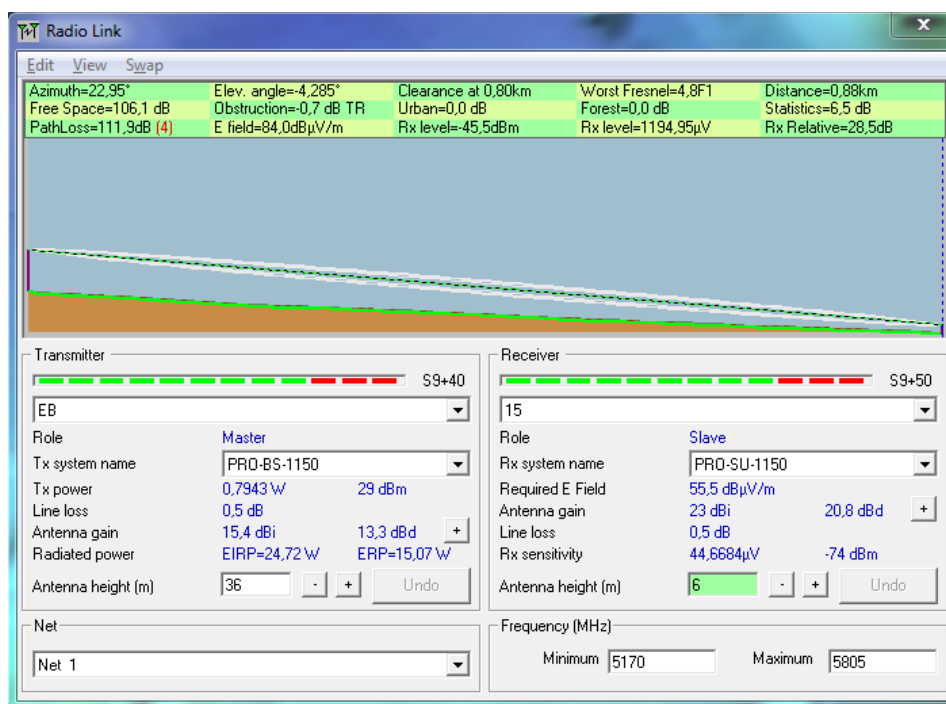 Radio Link
Edit View Swap
Azimuth=22,95° Elev. angle=-4,285° Clearance at 0,80km Worst Fresnel=4,8F1 Distance=0,88km
Free Space=106,1 dB Obstruction=-0,7 dB TR Urban=0,0 dB Forest=0,0 dB Statistics=6,5 dB
PathLoss=111,9dB (4) E field=84,0dBµV/m Rx level=-45,5dBm Rx level=1194,95µV Rx Relative=28,5dB
Transmitter
S9+40
EB
Role Master
Tx system name PRO-BS-1150
Tx power 0,7943 W 29 dBm
Line loss 0,5 dB
Antenna gain 15,4 dBi 13,3 dBd +
Radiated power EIRP=24,72 W ERP=15,07 W
Antenna height (m) 36 - + Undo
Receiver
S9+50
15
Role Slave
Rx system name PRO-SU-1150
Required E Field 55,5 dBµV/m
Antenna gain 23 dBi 20,8 dBd +
Line loss 0,5 dB
Rx sensitivity 44,6684µV -74 dBm
Antenna height (m) 6 - + Undo
Net
Net 1
Frequency (MHz)
Minimum 5170 Maximum 5805